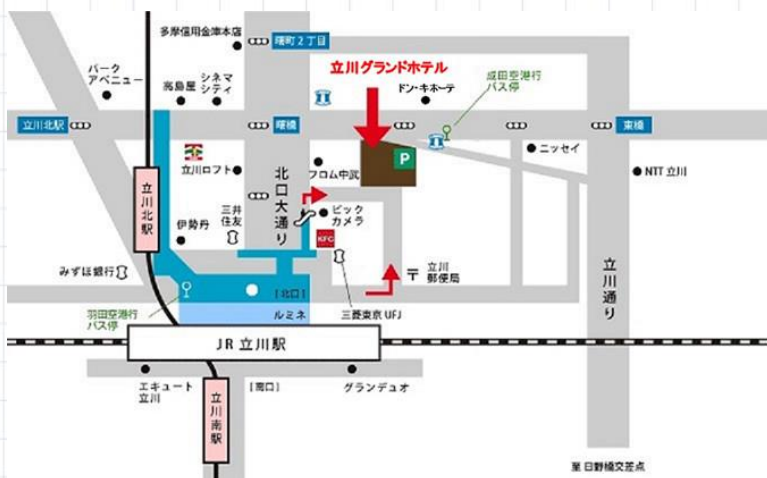 多摩信用金庫本店
曙町2丁目
立川グランドホテル
成田空港行
バス停
パーク
アベニュー
高島屋
シネマ
シティ
ドン・キホーテ
立川北駅
曙橋
東橋
ニッセイ
NTT 立川
立川ロフト
フロム中武
P
北口大通り
立川北駅
伊勢丹
三井
住友
ビック
カメラ
KFC
みずほ銀行
〒
立川
郵便局
立川通り
羽田空港行
バス停
[北口]
ルミネ
三菱東京 UFJ
JR 立川駅
エキュート
立川
[南口]
グランデュオ
立川南駅
至 日野橋交差点